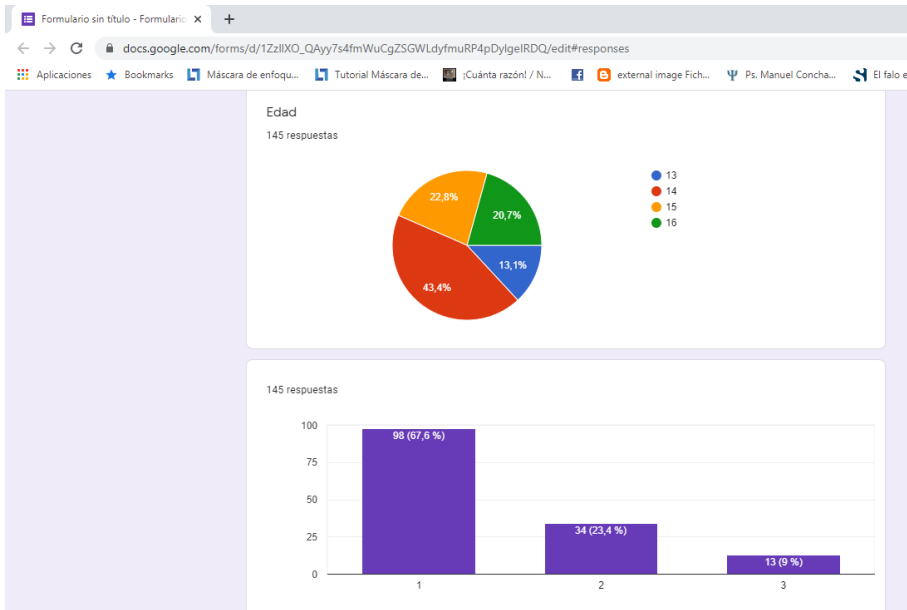 Formulario sin título - Formulario
docs.google.com/forms/d/1ZzIlXO_QAyy7s4fmWuCgZSGWLdyfmuRP4pDylgeIRDQ/edit#responses
Aplicaciones Bookmarks Máscara de enfoqu... Tutorial Máscara de... ¡Cuánta razón! / N... external image Fich... Ps. Manuel Concha... El falo e
Edad
145 respuestas
13
14
15
16
22,8%
20,7%
13,1%
43,4%
145 respuestas
100
75
50
25
0
98 (67,6 %)
34 (23,4 %)
13 (9 %)
1 2 3